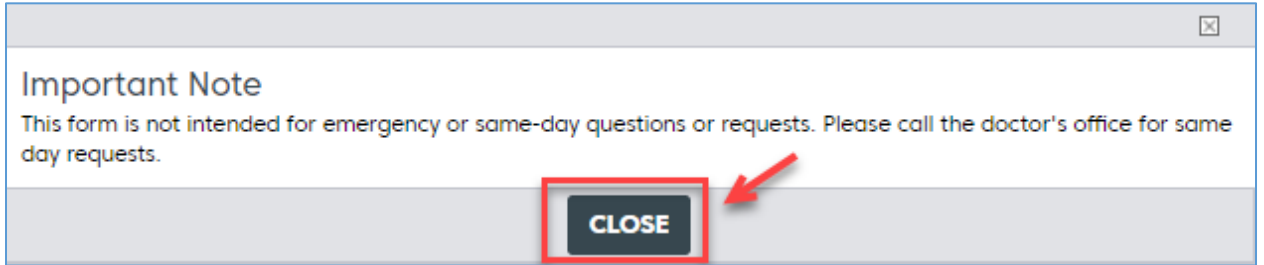 Important Note
This form is not intended for emergency or same-day questions or requests. Please call the doctor's office for same
day requests.
CLOSE